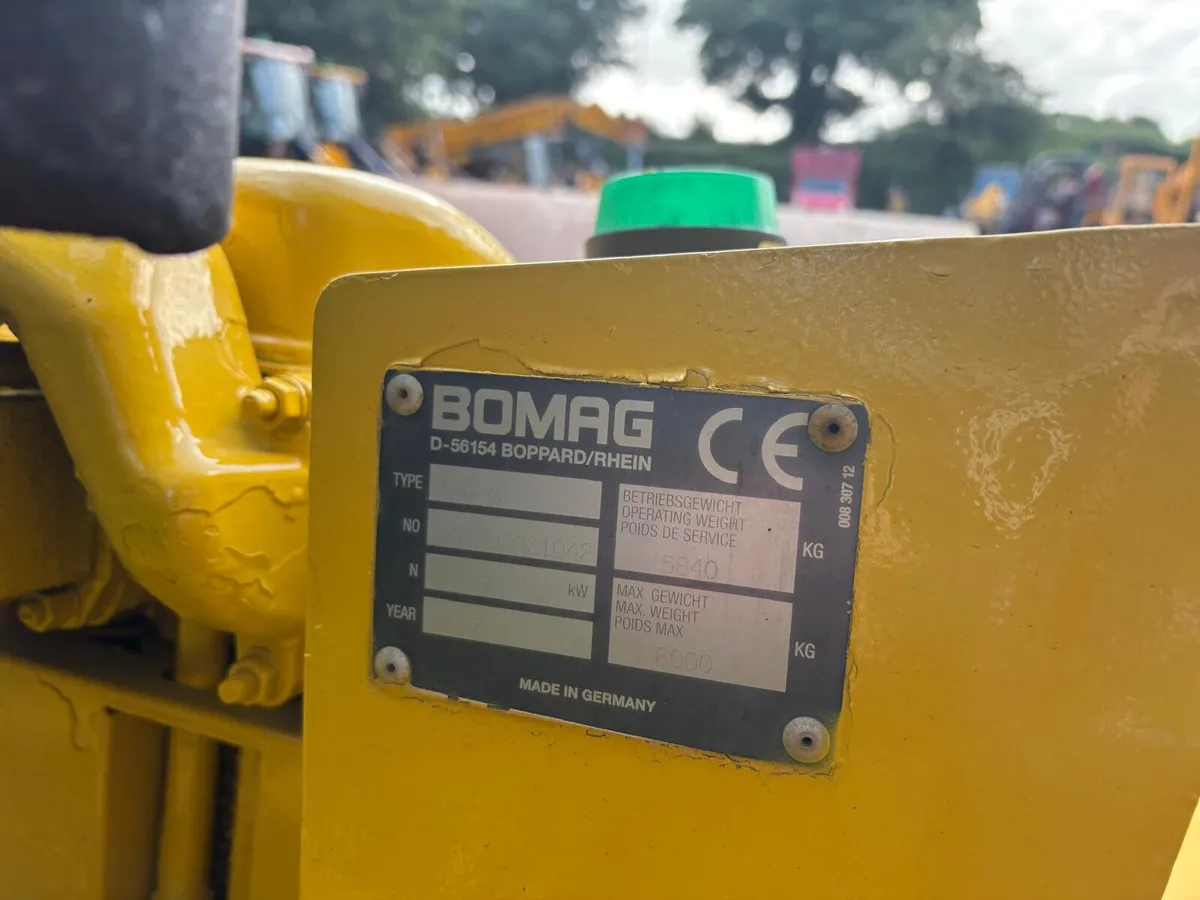 BOMAG
D-56154 BOPPARD/RHEIN
CE
TYPE
NO
N
kW
YEAR
BETRIEBSGEWICHT
OPERATING WEIGHT
POIDS DE SERVICE
5840
KG
MAX. GEWICHT
MAX. WEIGHT
POIDS MAX
6000
KG
MADE IN GERMANY
008 307 12